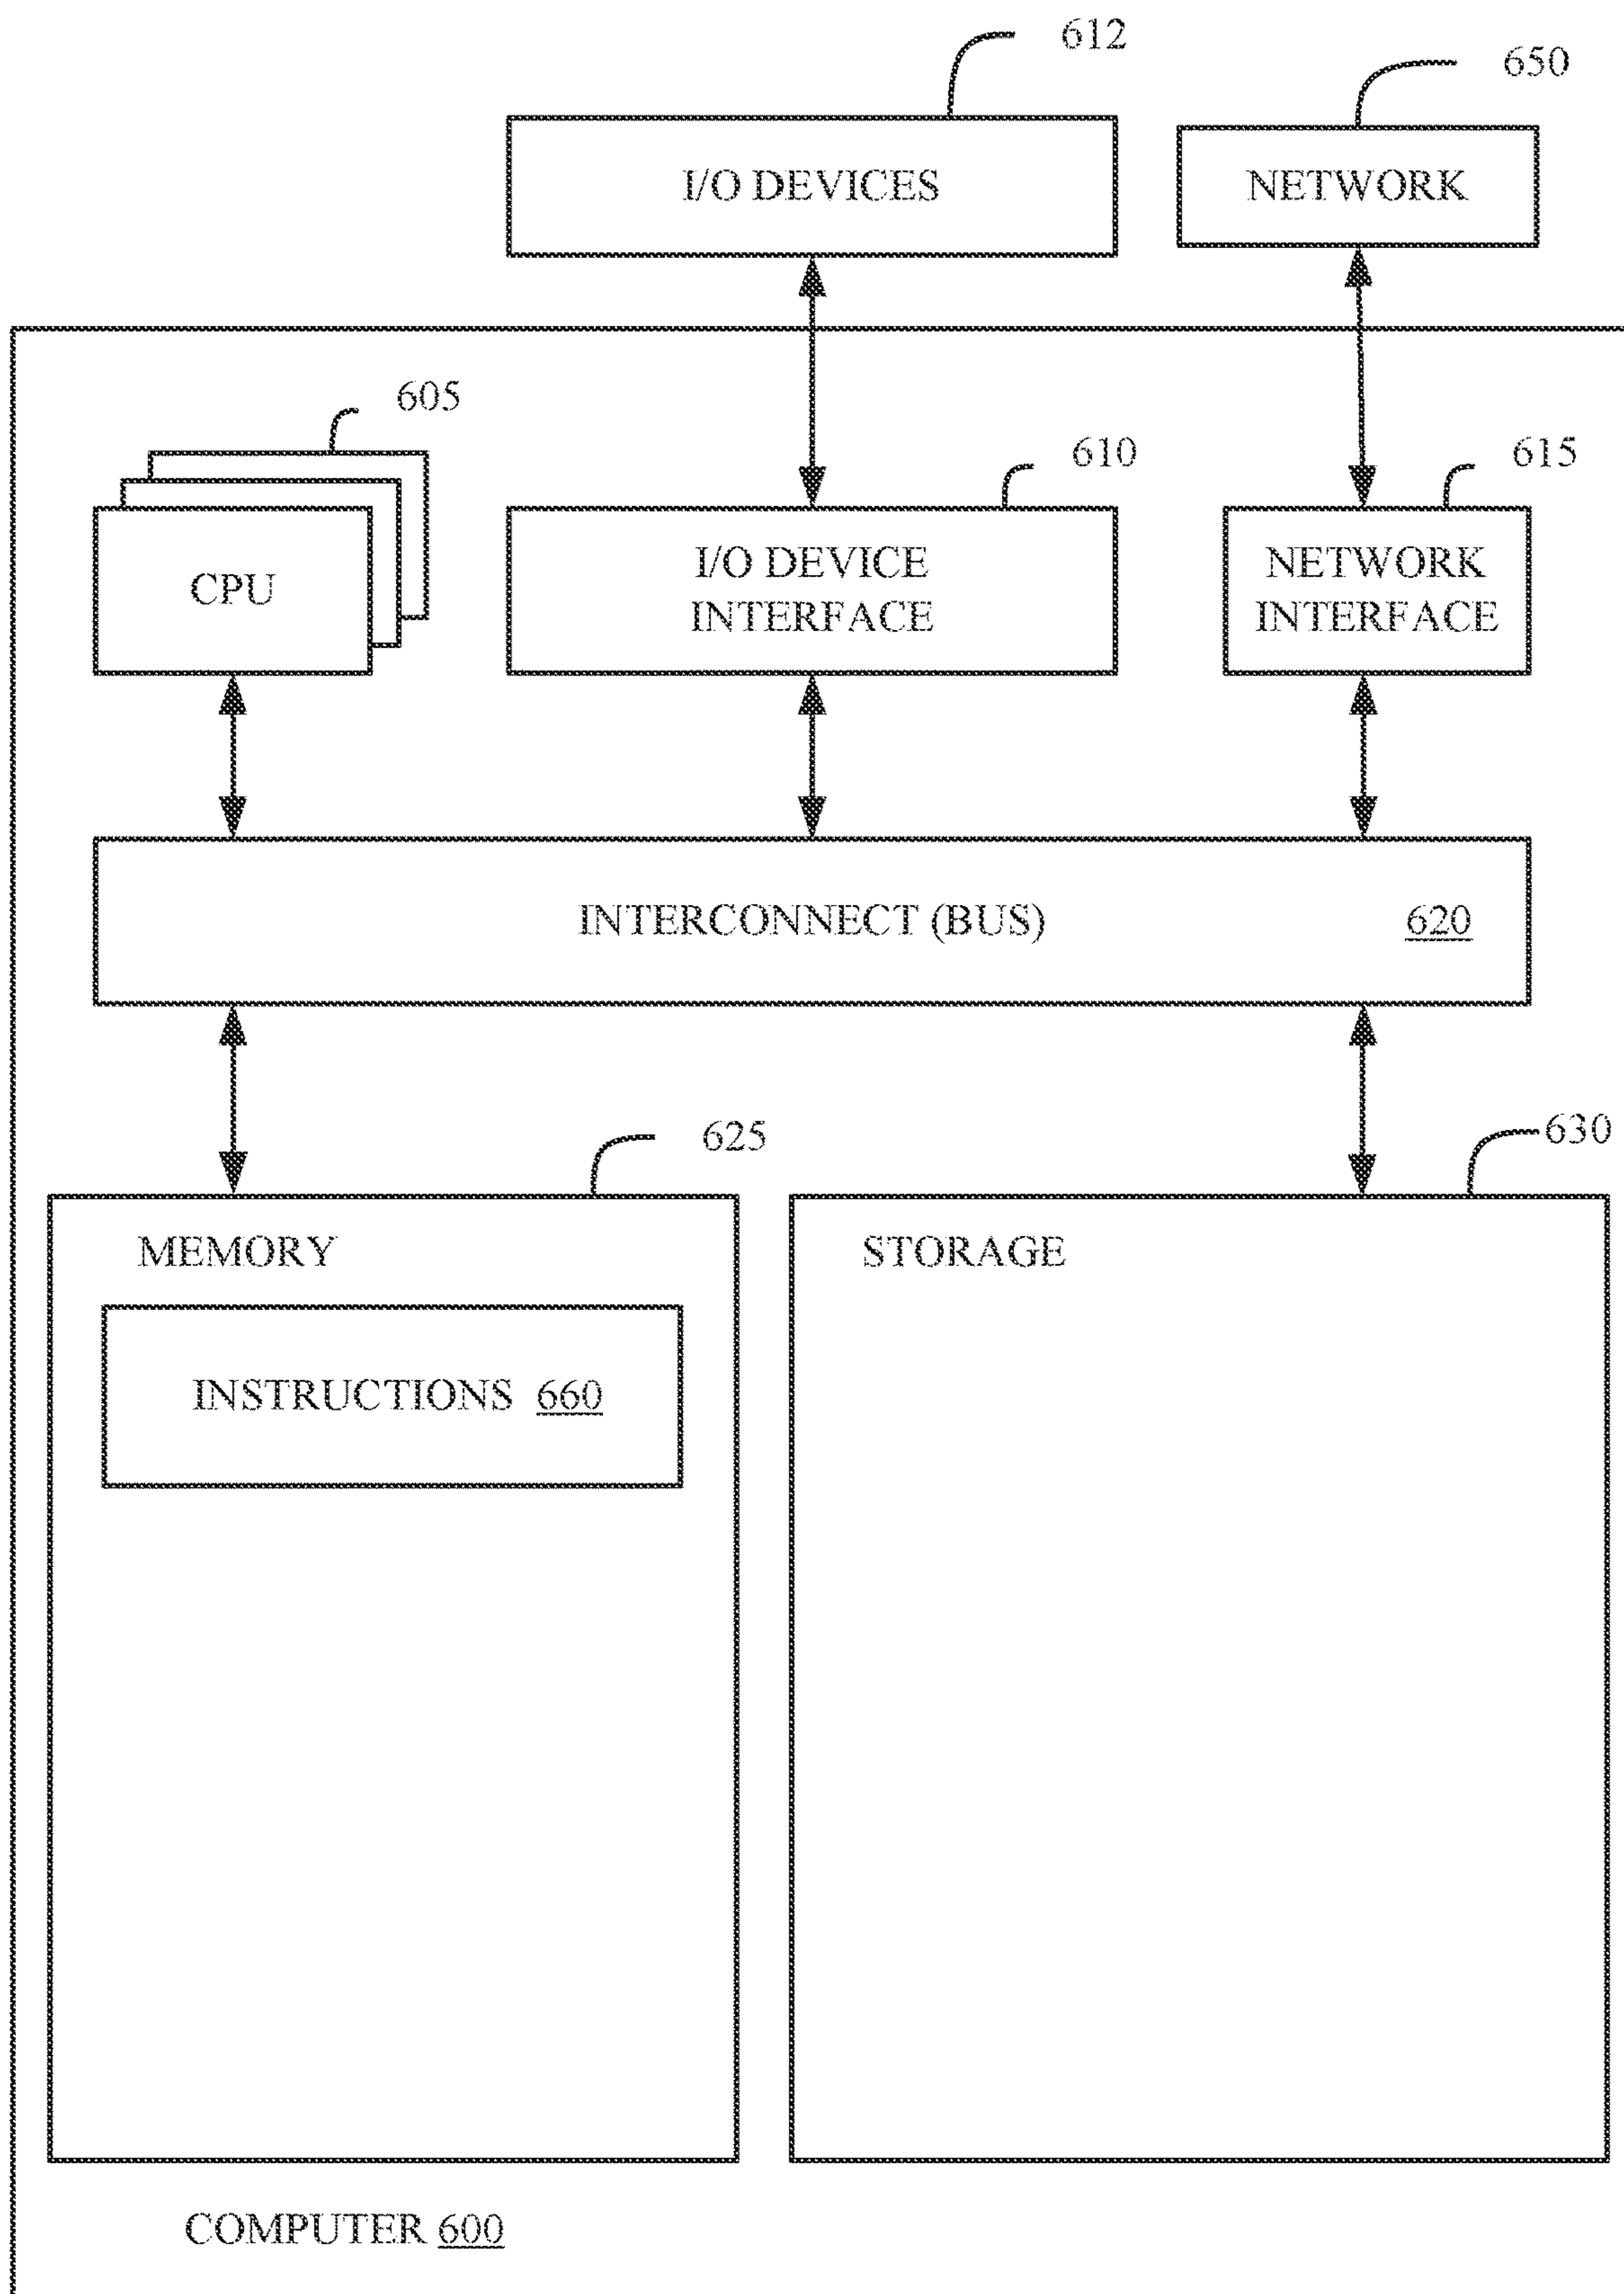 612
650
I/O DEVICES
NETWORK
605
610
615
CPU
I/O DEVICE
INTERFACE
NETWORK
INTERFACE
INTERCONNECT (BUS) 620
625
630
MEMORY
STORAGE
INSTRUCTIONS 660
COMPUTER 600